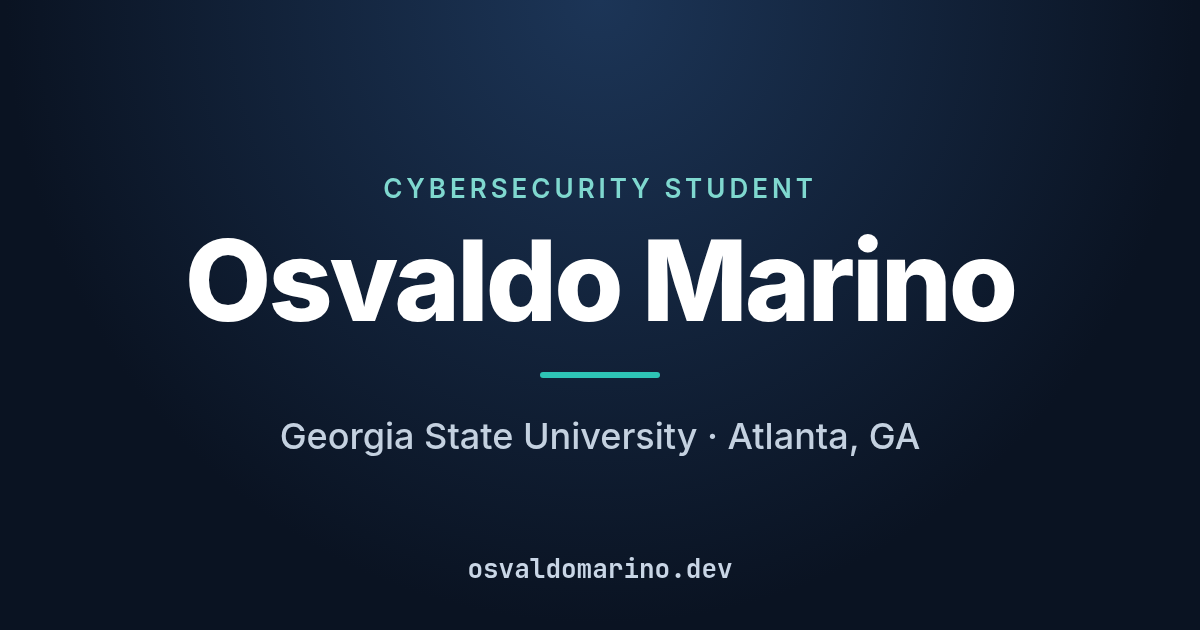 CYBERSECURITY STUDENT
Osvaldo Marino
Georgia State University · Atlanta, GA
osvaldomarino.dev